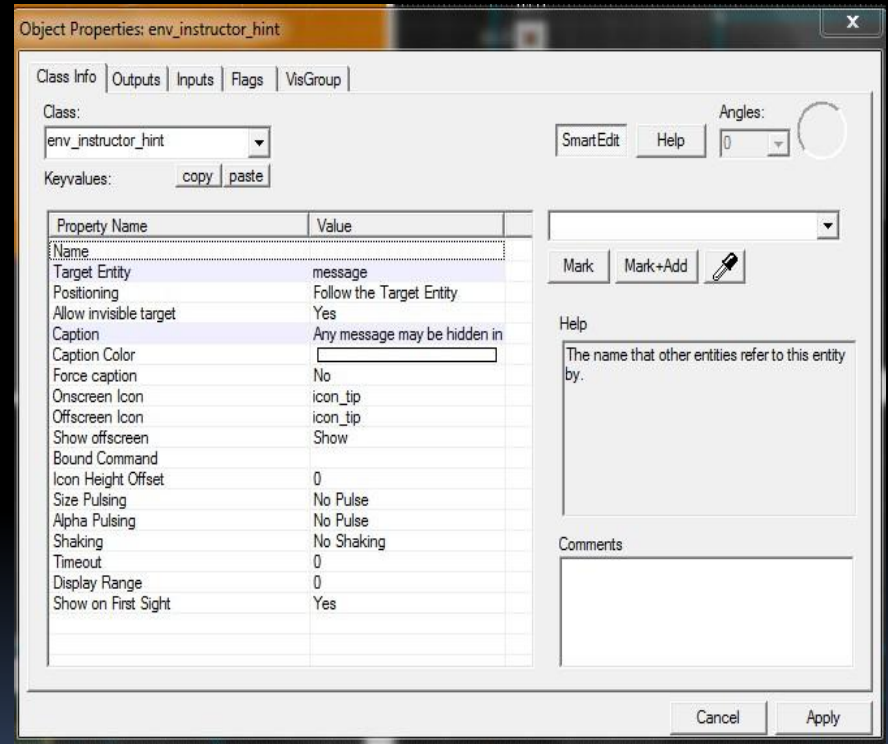 Object Properties: env_instructor_hint
X
Class Info Outputs Inputs Flags VisGroup
Class:
env_instructor_hint
SmartEdit Help
Angles:
0
Keyvalues: copy paste
Property Name Value
Name
Target Entity message
Positioning Follow the Target Entity
Allow invisible target Yes
Caption Any message may be hidden in
Caption Color
Force caption No
Onscreen Icon icon_tip
Offscreen Icon icon_tip
Show offscreen Show
Bound Command
Icon Height Offset 0
Size Pulsing No Pulse
Alpha Pulsing No Pulse
Shaking No Shaking
Timeout 0
Display Range 0
Show on First Sight Yes
Mark Mark+Add
Help
The name that other entities refer to this entity
by.
Comments
Cancel Apply